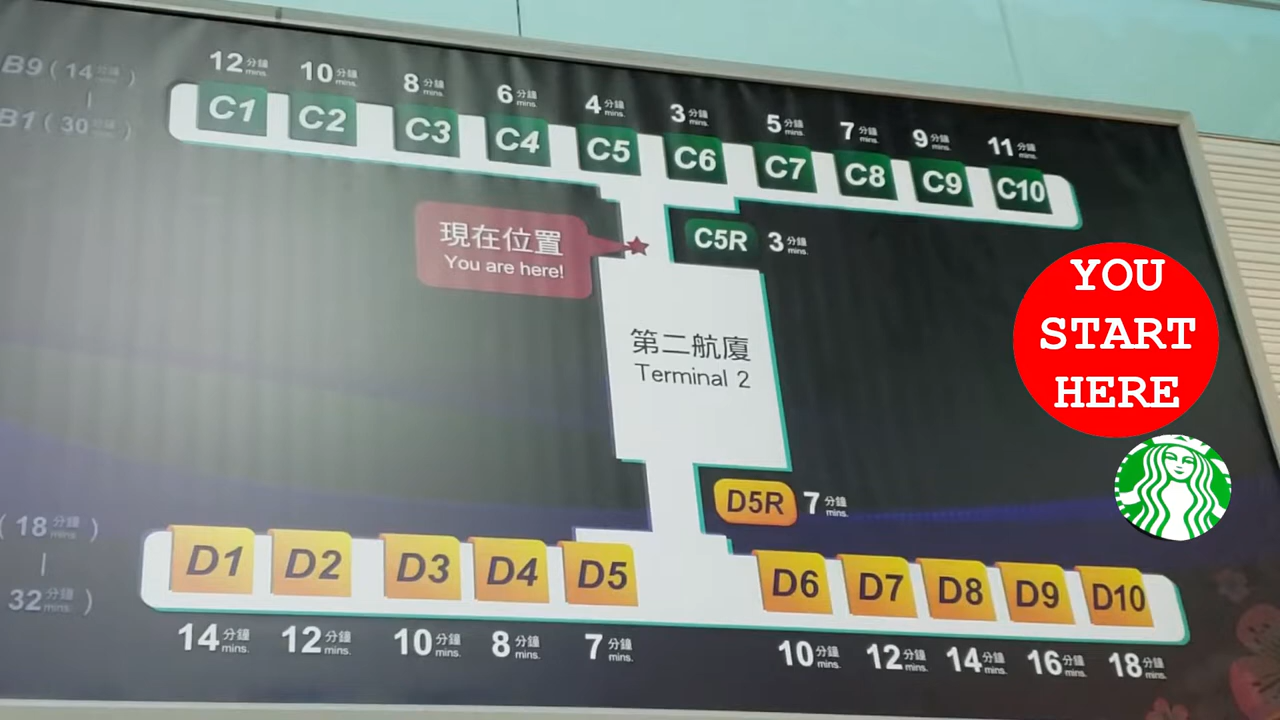 B9 ( 14 分鐘 mins. )
|
B1 ( 30 分鐘 mins. )
12 分鐘 mins.
10 分鐘 mins.
8 分鐘 mins.
6 分鐘 mins.
4 分鐘 mins.
3 分鐘 mins.
5 分鐘 mins.
7 分鐘 mins.
9 分鐘 mins.
11 分鐘 mins.
C1
C2
C3
C4
C5
C6
C7
C8
C9
C10
現在位置
You are here!
C5R 3 分鐘 mins.
第二航廈
Terminal 2
YOU
START
HERE
D5R 7 分鐘 mins.
( 18 分鐘 mins. )
|
32 分鐘 mins. )
D1
D2
D3
D4
D5
D6
D7
D8
D9
D10
14 分鐘 mins.
12 分鐘 mins.
10 分鐘 mins.
8 分鐘 mins.
7 分鐘 mins.
10 分鐘 mins.
12 分鐘 mins.
14 分鐘 mins.
16 分鐘 mins.
18 分鐘 mins.